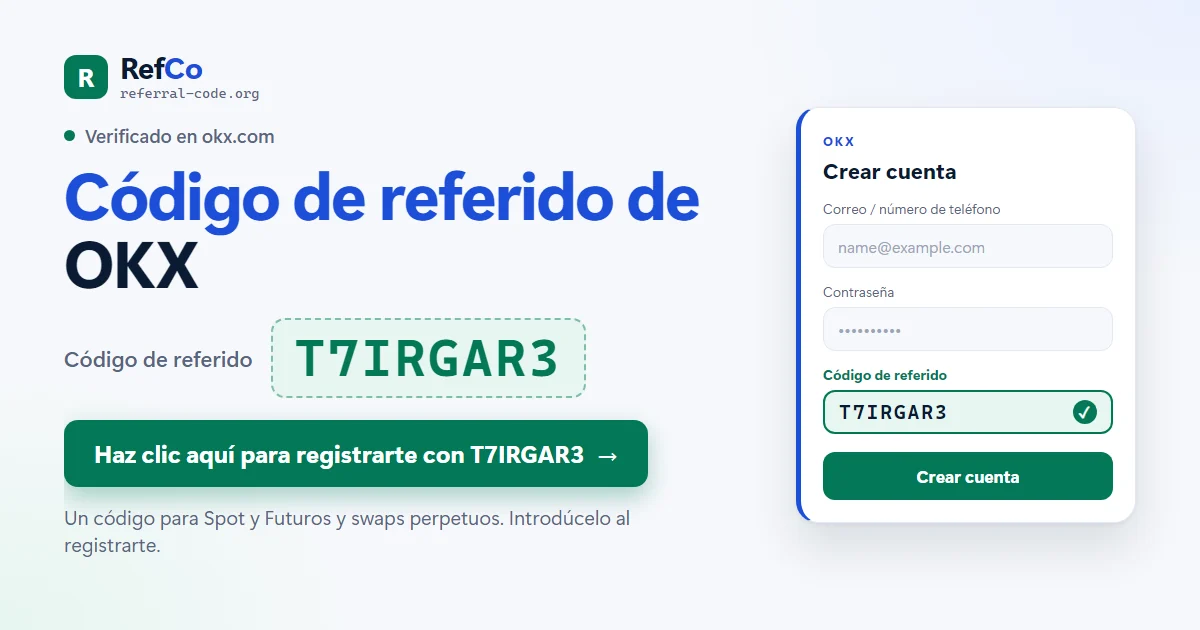 R
RefCo
referral-code.org
Verificado en okx.com
Código de referido de
OKX
Código de referido
T7IRGAR3
Haz clic aquí para registrarte con T7IRGAR3 →
Un código para Spot y Futuros y swaps perpetuos. Introdúcelo al
registrarte.
OKX
Crear cuenta
Correo / número de teléfono
name@example.com
Contraseña
••••••••••
Código de referido
T7IRGAR3
Crear cuenta